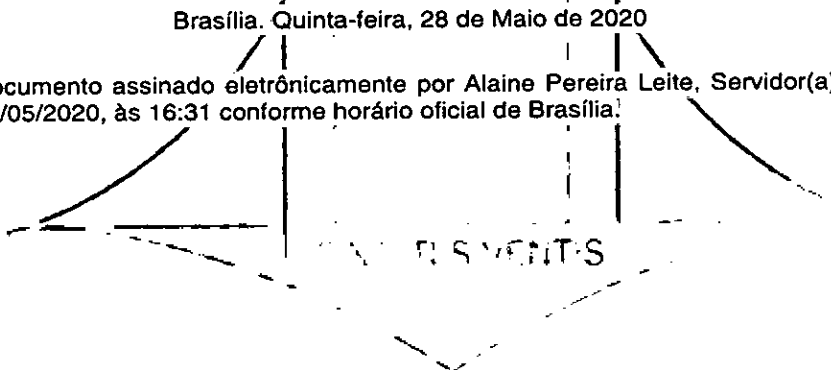 Brasília. Quinta-feira, 28 de Maio de 2020
ocumento assinado eletrônicamente por Alaine Pereira Leite, Servidor(a)
/05/2020, às 16:31 conforme horário oficial de Brasília.